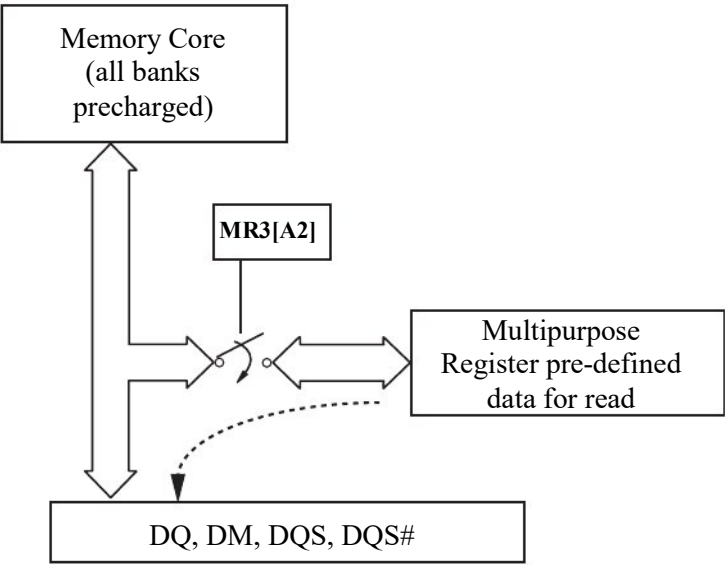 Memory Core
(all banks
precharged)
MR3[A2]
Multipurpose
Register pre-defined
data for read
DQ, DM, DQS, DQS#